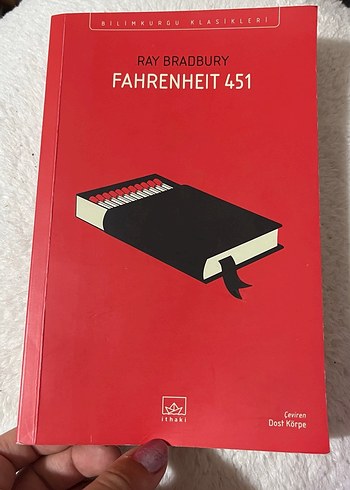 BİLİMKURGU KLASİKLERİ
RAY BRADBURY
FAHRENHEIT 451
ithaki
Çeviren
Dost Körpe